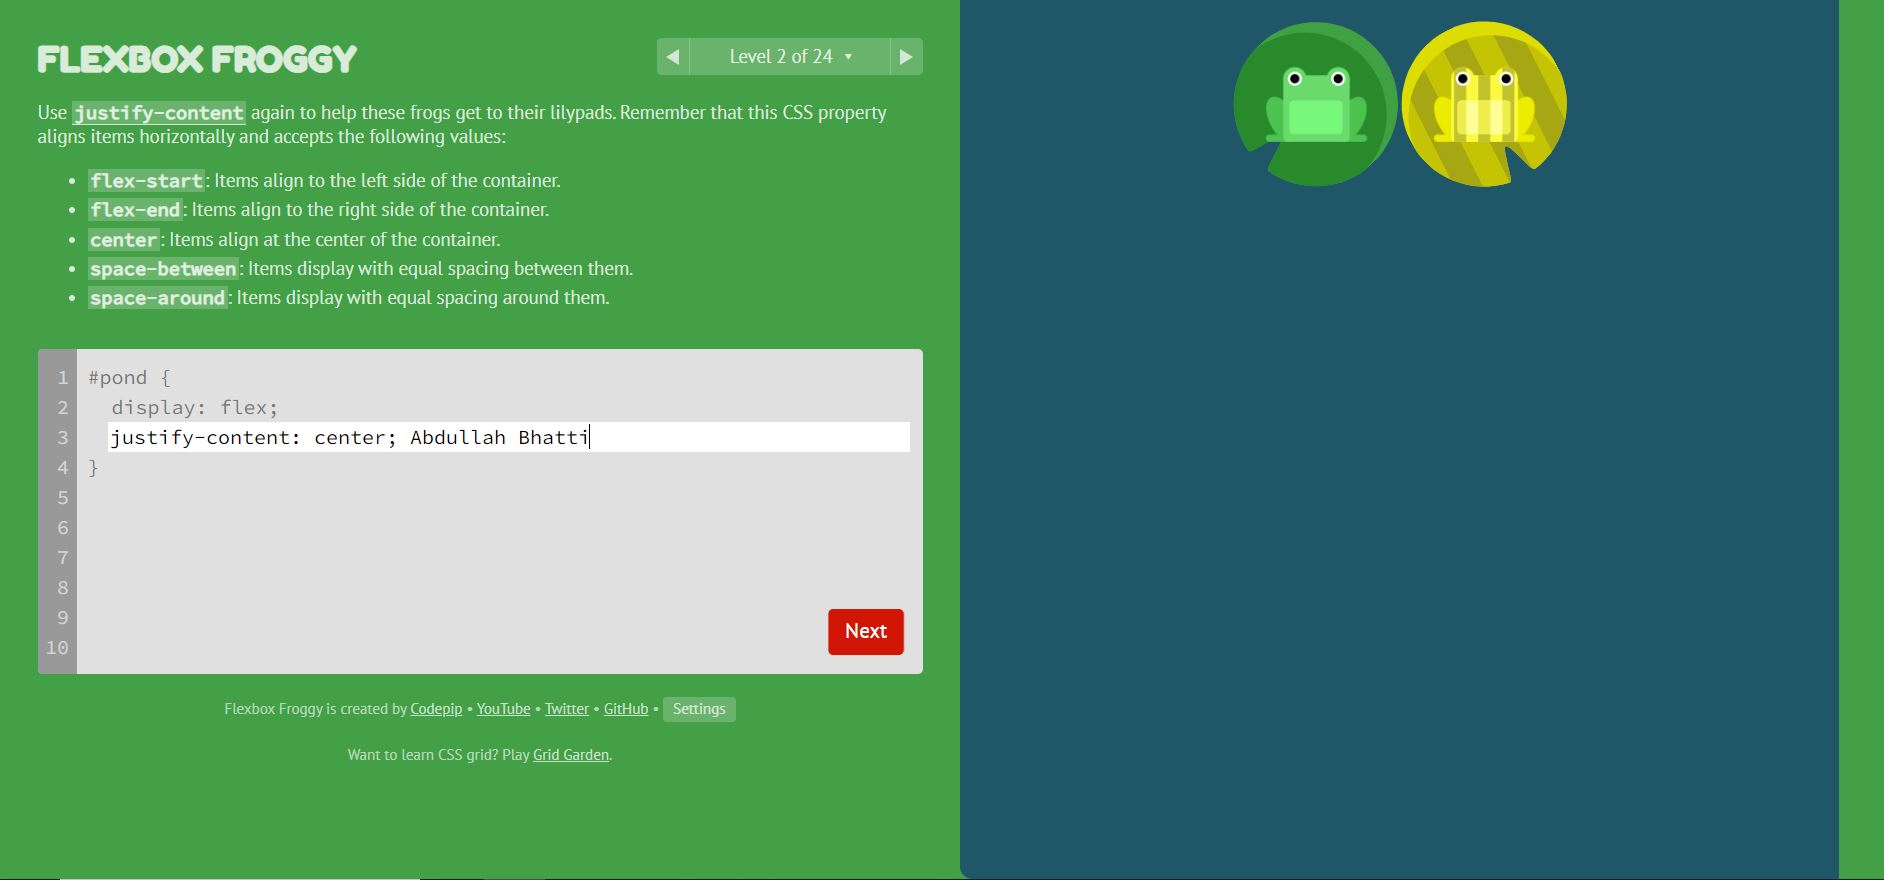 FLEXBOX FROGGY
◀ Level 2 of 24 ▼ ▶
Use justify-content again to help these frogs get to their lilypads. Remember that this CSS property
aligns items horizontally and accepts the following values:
• flex-start: Items align to the left side of the container.
• flex-end: Items align to the right side of the container.
• center: Items align at the center of the container.
• space-between: Items display with equal spacing between them.
• space-around: Items display with equal spacing around them.
1 #pond {
2 display: flex;
3 justify-content: center; Abdullah Bhatti
4 }
5
6
7
8
9
10
Next
Flexbox Froggy is created by Codepip • YouTube • Twitter • GitHub • Settings
Want to learn CSS grid? Play Grid Garden.